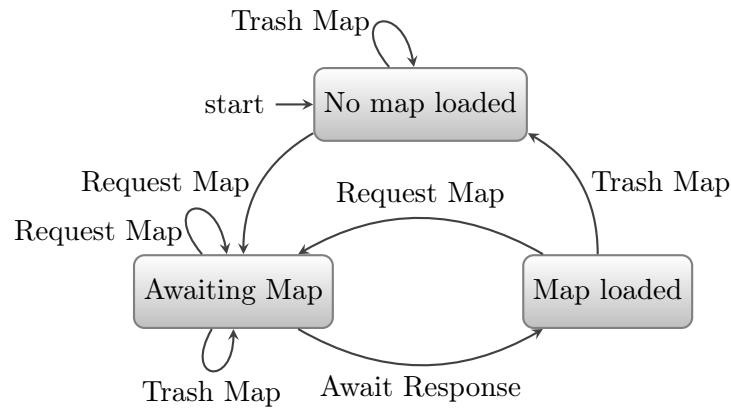 Trash Map
start
No map loaded
Request Map
Trash Map
Request Map
Request Map
Awaiting Map
Map loaded
Trash Map
Await Response